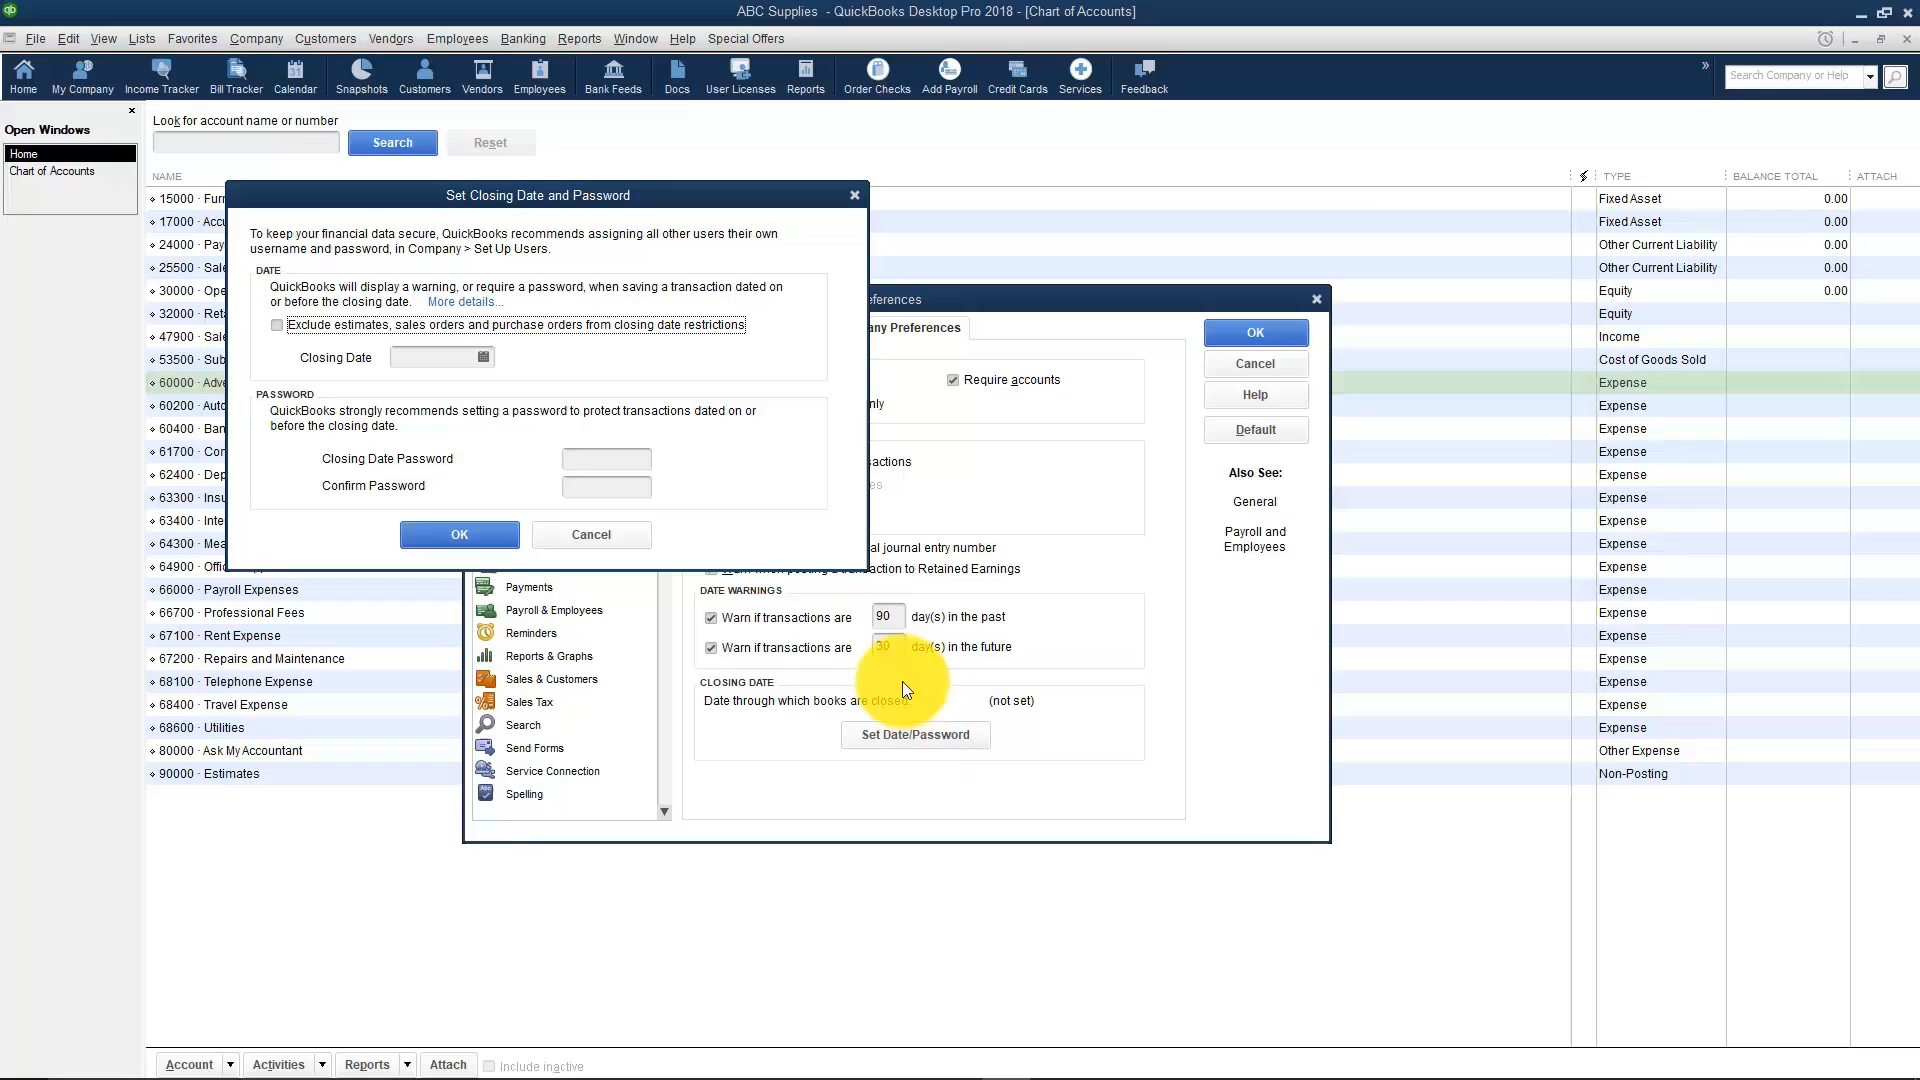 ABC Supplies - QuickBooks Desktop Pro 2018 - [Chart of Accounts]
File Edit View Lists Favorites Company Customers Vendors Employees Banking Reports Window Help Special Offers
Home My Company Income Tracker Bill Tracker Calendar Snapshots Customers Vendors Employees Bank Feeds Docs User Licenses Reports Order Checks Add Payroll Credit Cards Services Feedback
Search Company or Help
Open Windows
Home
Chart of Accounts
Look for account name or number
Search Reset
NAME TYPE BALANCE TOTAL ATTACH
15000 · Fur Fixed Asset 0.00
17000 · Accu Fixed Asset 0.00
24000 · Pay Other Current Liability 0.00
25500 · Sale Other Current Liability 0.00
30000 · Ope Equity 0.00
32000 · Reta Equity
47900 · Sale Income
53500 · Sub Cost of Goods Sold
60000 · Adve Expense
60200 · Auto Expense
60400 · Ban Expense
61700 · Con Expense
62400 · Dep Expense
63300 · Insu Expense
63400 · Inte Expense
64300 · Mea Expense
64900 · Offi Expense
66000 · Payroll Expenses Expense
66700 · Professional Fees Expense
67100 · Rent Expense Expense
67200 · Repairs and Maintenance Expense
68100 · Telephone Expense Expense
68400 · Travel Expense Expense
68600 · Utilities Expense
80000 · Ask My Accountant Other Expense
90000 · Estimates Non-Posting
Set Closing Date and Password
To keep your financial data secure, QuickBooks recommends assigning all other users their own
username and password, in Company > Set Up Users.
DATE
QuickBooks will display a warning, or require a password, when saving a transaction dated on
or before the closing date. More details...
Exclude estimates, sales orders and purchase orders from closing date restrictions
Closing Date
PASSWORD
QuickBooks strongly recommends setting a password to protect transactions dated on or
before the closing date.
Closing Date Password
Confirm Password
OK Cancel
eferences
any Preferences
Require accounts
nly
sactions
es
al journal entry number
Warn when posting a transaction to Retained Earnings
DATE WARNINGS
Warn if transactions are 90 day(s) in the past
Warn if transactions are 30 day(s) in the future
CLOSING DATE
Date through which books are closed: (not set)
Set Date/Password
OK
Cancel
Help
Default
Also See:
General
Payroll and
Employees
Payments
Payroll & Employees
Reminders
Reports & Graphs
Sales & Customers
Sales Tax
Search
Send Forms
Service Connection
Spelling
Account Activities Reports Attach Include inactive